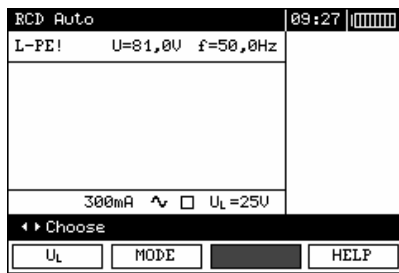 RCD Auto 09:27
L-PE! U=81,0V f=50,0Hz
300mA UL=25V
Choose
UL MODE HELP